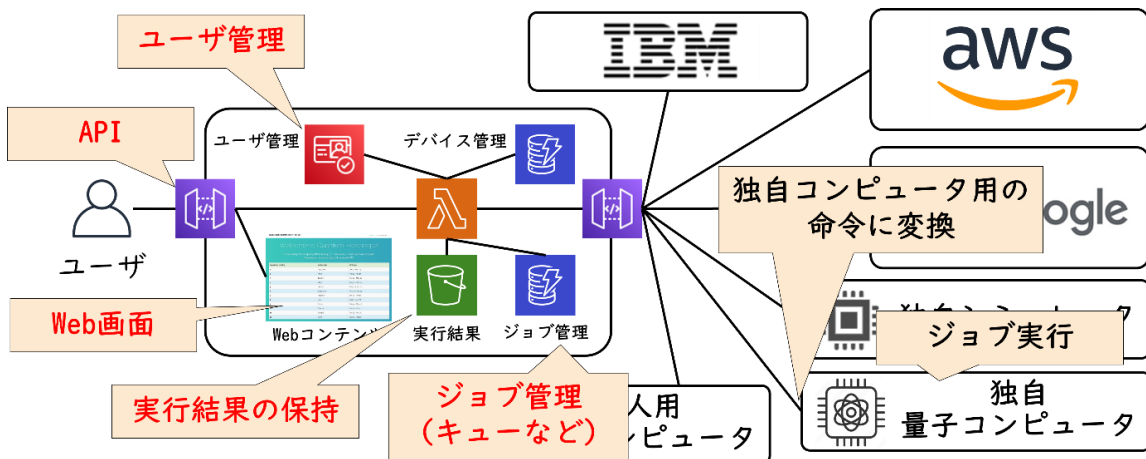 ユーザ管理
IBM
aws
API
ユーザ管理
デバイス管理
独自コンピュータ用の
命令に変換
ogle
ユーザ
Web画面
Webコンテンツ
実行結果
ジョブ管理
ジョブ実行
実行結果の保持
ジョブ管理
(キューなど)
人用
ンピュータ
独自
量子コンピュータ